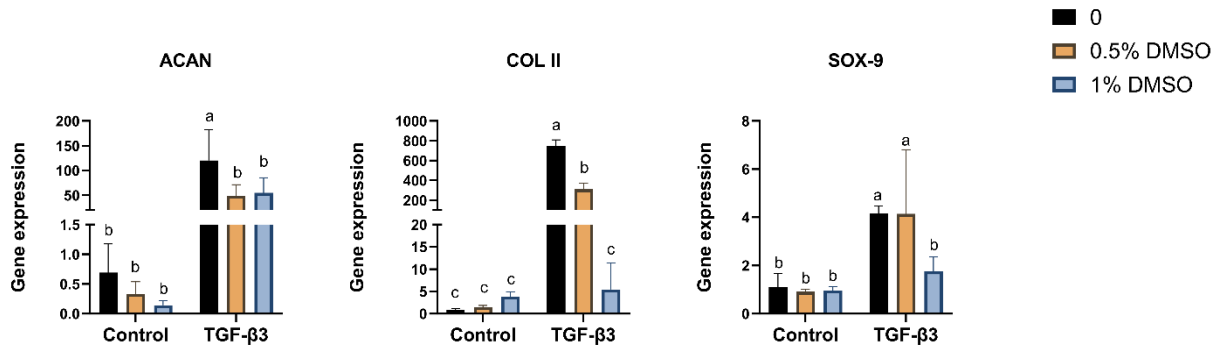 0
0.5% DMSO
1% DMSO
ACAN
Gene expression
200
150
100
50
1.5
1.0
0.5
0.0
b
b
b
a
b
b
Control
TGF-β3
COL II
Gene expression
1000
800
600
400
200
20
15
10
5
0
c
c
c
a
b
c
Control
TGF-β3
SOX-9
Gene expression
8
6
4
2
0
b
b
b
a
a
b
Control
TGF-β3